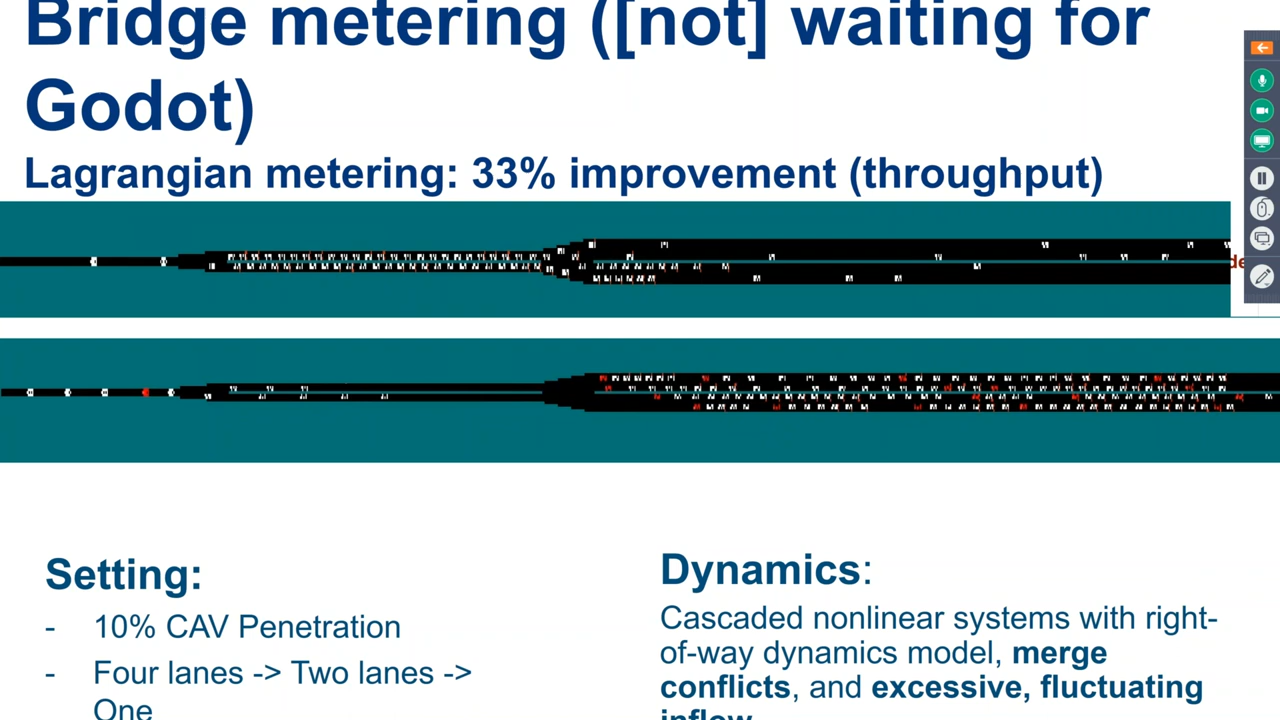 Bridge metering ([not] waiting for
Godot)
Lagrangian metering: 33% improvement (throughput)
Setting:
- 10% CAV Penetration
- Four lanes -> Two lanes ->
One
Dynamics:
Cascaded nonlinear systems with right-
of-way dynamics model, merge
conflicts, and excessive, fluctuating
inflow